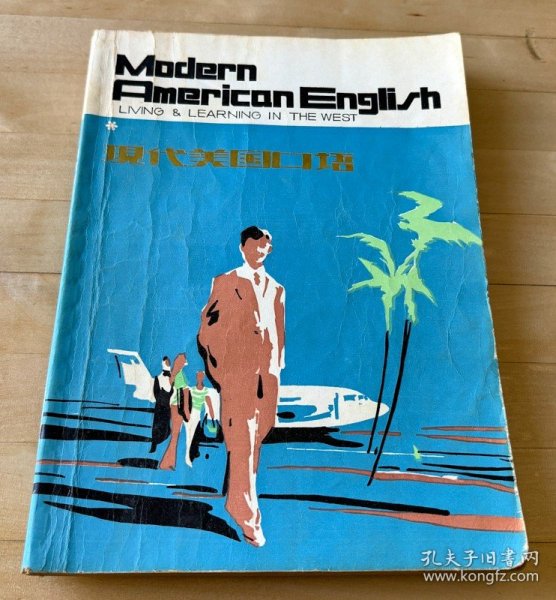 Modern
American English
LIVING & LEARNING IN THE WEST
*
现代美国口语
孔夫子旧书网
www.kongfz.com